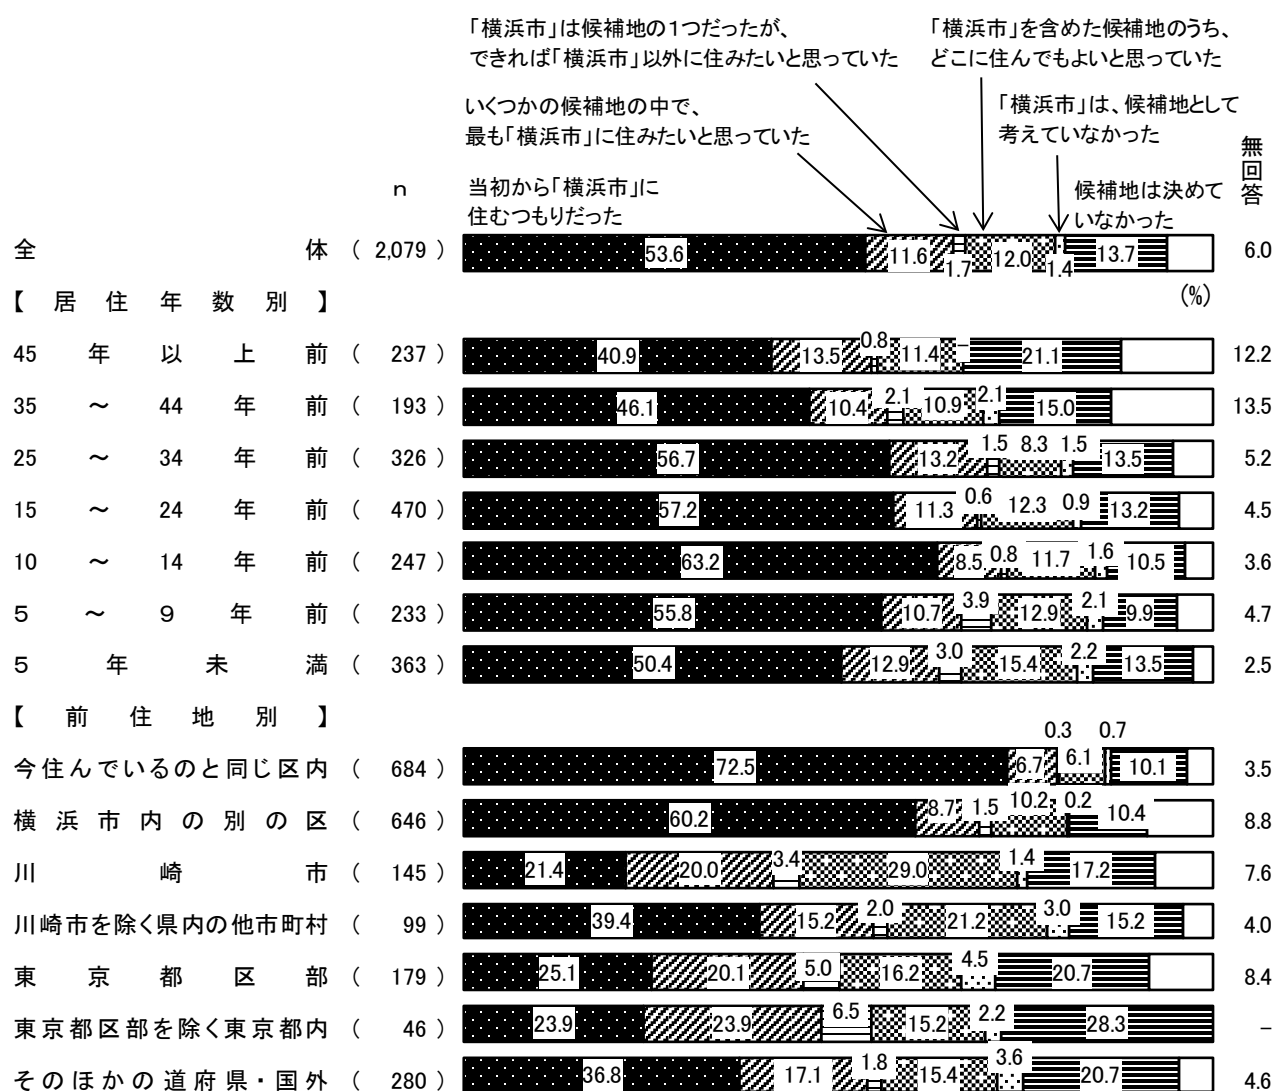 「横浜市」は候補地の１つだったが、
できれば「横浜市」以外に住みたいと思っていた
「横浜市」を含めた候補地のうち、
どこに住んでもよいと思っていた
いくつかの候補地の中で、
最も「横浜市」に住みたいと思っていた
「横浜市」は、候補地として
考えていなかった
無回答
ｎ
当初から「横浜市」に
住むつもりだった
候補地は決めて
いなかった
全体 ( 2,079 ) 53.6 11.6 1.7 12.0 1.4 13.7 6.0
(%)
【居住年数別】
45年以上前 ( 237 ) 40.9 13.5 0.8 11.4 – 21.1 12.2
35～44年前 ( 193 ) 46.1 10.4 2.1 10.9 2.1 15.0 13.5
25～34年前 ( 326 ) 56.7 13.2 1.5 8.3 1.5 13.5 5.2
15～24年前 ( 470 ) 57.2 11.3 0.6 12.3 0.9 13.2 4.5
10～14年前 ( 247 ) 63.2 8.5 0.8 11.7 1.6 10.5 3.6
５～９年前 ( 233 ) 55.8 10.7 3.9 12.9 2.1 9.9 4.7
５年未満 ( 363 ) 50.4 12.9 3.0 15.4 2.2 13.5 2.5
【前住地別】
今住んでいるのと同じ区内 ( 684 ) 72.5 6.7 0.3 6.1 0.7 10.1 3.5
横浜市内の別の区 ( 646 ) 60.2 8.7 1.5 10.2 0.2 10.4 8.8
川崎市 ( 145 ) 21.4 20.0 3.4 29.0 1.4 17.2 7.6
川崎市を除く県内の他市町村 ( 99 ) 39.4 15.2 2.0 21.2 3.0 15.2 4.0
東京都区部 ( 179 ) 25.1 20.1 5.0 16.2 4.5 20.7 8.4
東京都区部を除く東京都内 ( 46 ) 23.9 23.9 6.5 15.2 2.2 28.3 –
そのほかの道府県・国外 ( 280 ) 36.8 17.1 1.8 15.4 3.6 20.7 4.6